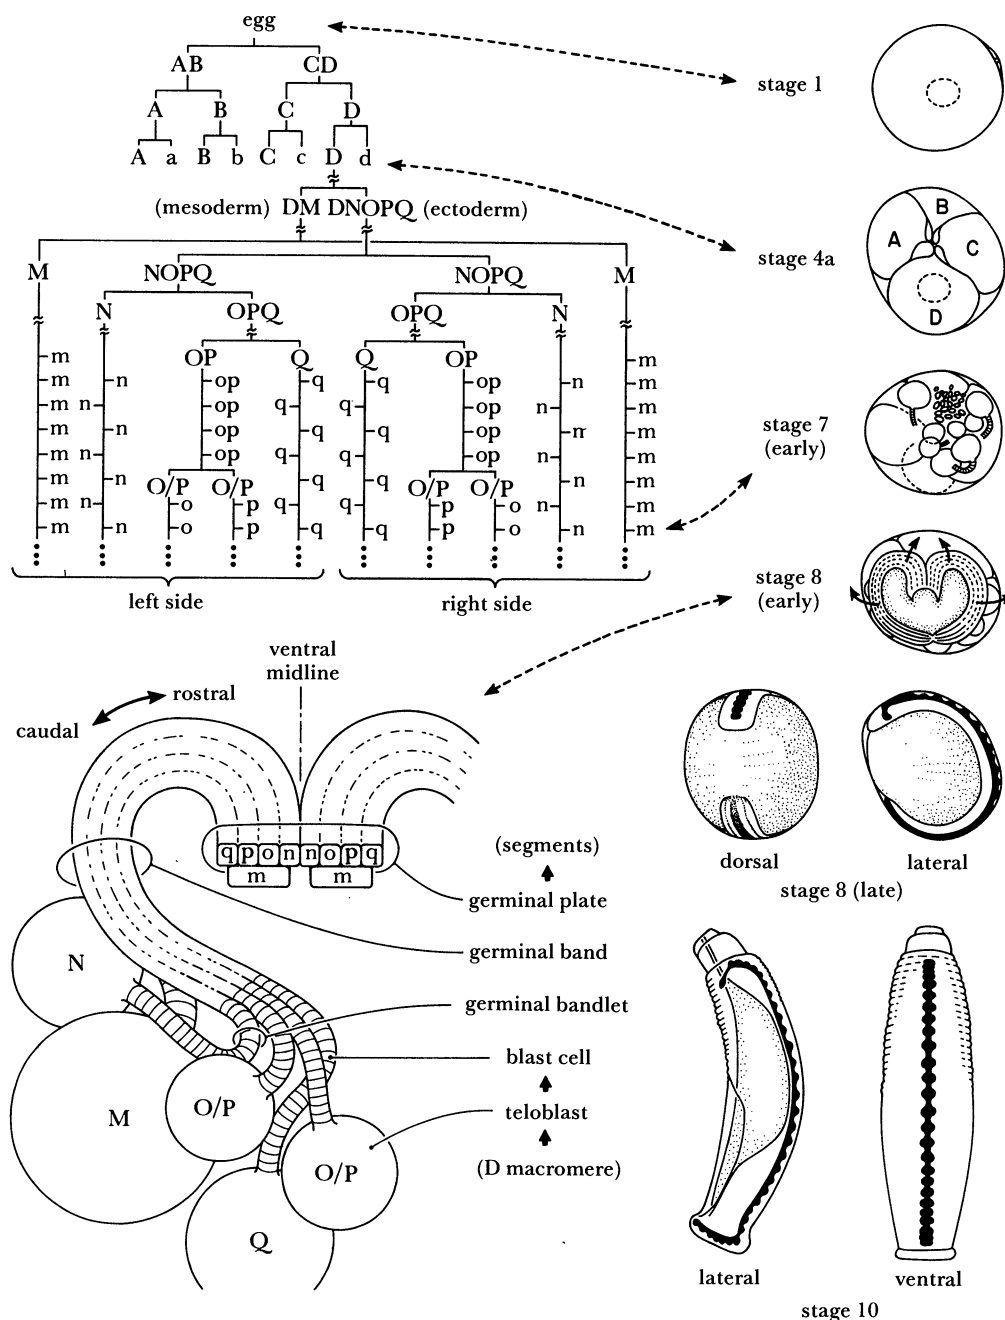 egg
AB CD
stage 1
A B C D
A a B b C c D d
(mesoderm) DM DNOPQ (ectoderm)
B
A C
stage 4a
D
M NOPQ NOPQ M
N OPQ OPQ N
OP Q Q OP
m m
m n op q q op n m
m n op q q op n m
m n op q q op n m
m n op q q op n m
stage 7
(early)
m n O/P O/P q q O/P O/P n m
m n o p q q p o n m
m n o p q q p o n m
left side right side
stage 8
(early)
ventral
midline
rostral
caudal
q p o n n o p q
m m
(segments)
germinal plate
dorsal lateral
stage 8 (late)
germinal band
N
germinal bandlet
blast cell
M O/P
teloblast
O/P
(D macromere)
Q
lateral ventral
stage 10